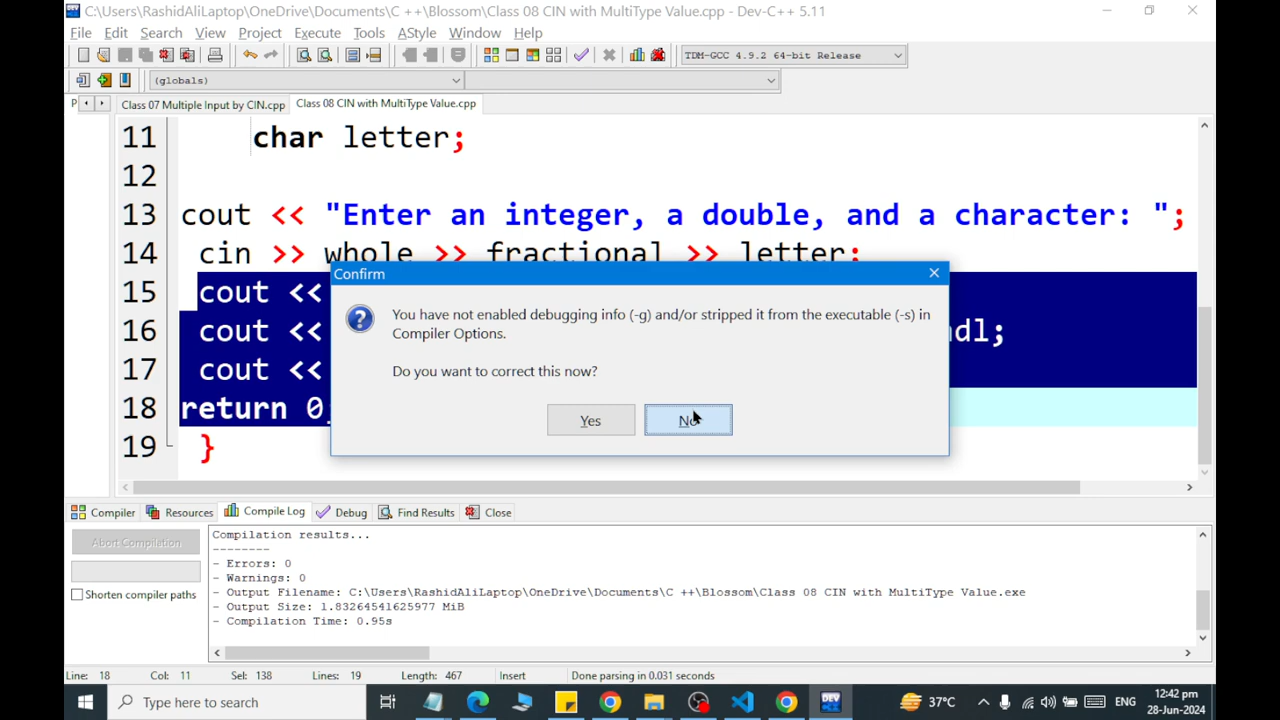 C:\Users\RashidAliLaptop\OneDrive\Documents\C ++\Blossom\Class 08 CIN with MultiType Value.cpp - Dev-C++ 5.11
File Edit Search View Project Execute Tools AStyle Window Help
TDM-GCC 4.9.2 64-bit Release
(globals)
P Class 07 Multiple Input by CIN.cpp Class 08 CIN with MultiType Value.cpp
11 char letter;
12
13 cout << "Enter an integer, a double, and a character: ";
14 cin >> whole >> fractional >> letter;
15 cout <<
16 cout << endl;
17 cout <<
18 return 0;
19 }
Confirm
You have not enabled debugging info (-g) and/or stripped it from the executable (-s) in
Compiler Options.
Do you want to correct this now?
Yes No
Compiler Resources Compile Log Debug Find Results Close
Abort Compilation
Shorten compiler paths
Compilation results...
--------
- Errors: 0
- Warnings: 0
- Output Filename: C:\Users\RashidAliLaptop\OneDrive\Documents\C ++\Blossom\Class 08 CIN with MultiType Value.exe
- Output Size: 1.83264541625977 MiB
- Compilation Time: 0.95s
Line: 18 Col: 11 Sel: 138 Lines: 19 Length: 467 Insert Done parsing in 0.031 seconds
Type here to search
DEV
37°C
ENG
12:42 pm
28-Jun-2024